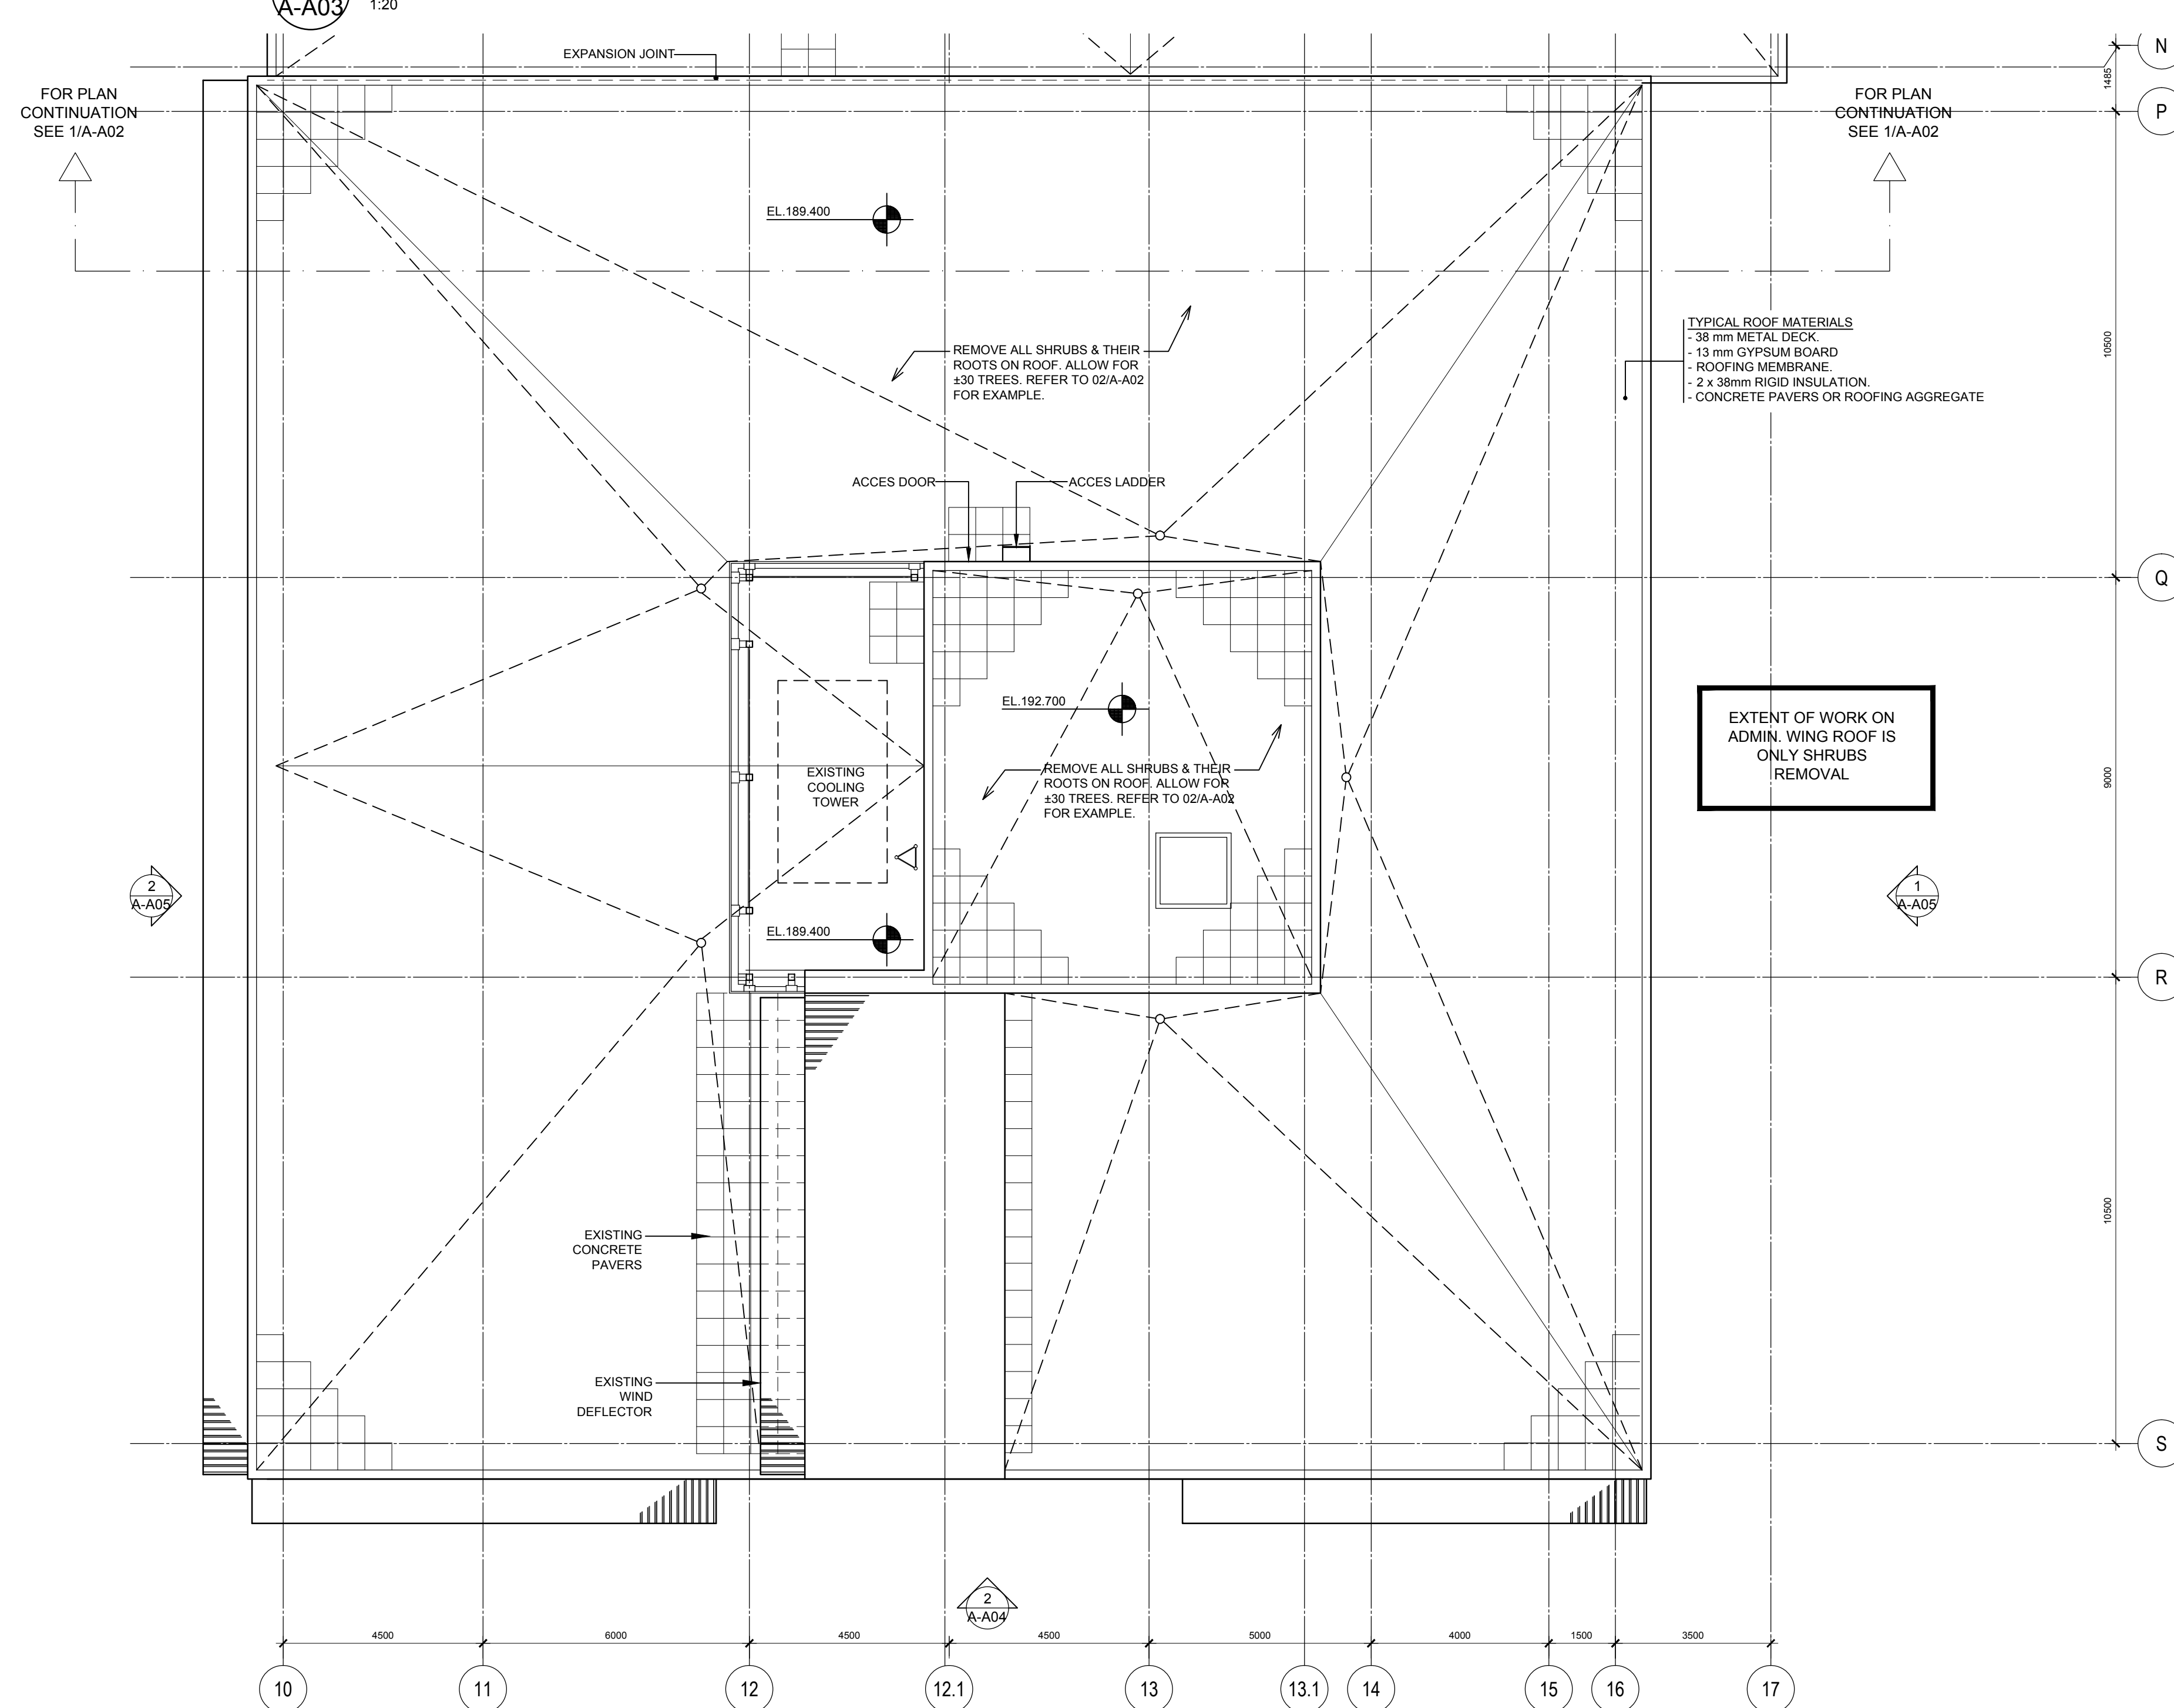 A-A03
1:20
EXPANSION JOINT
N
1485
FOR PLAN
CONTINUATION
SEE 1/A-A02
FOR PLAN
CONTINUATION
SEE 1/A-A02
P
EL.189.400
TYPICAL ROOF MATERIALS
- 38 mm METAL DECK.
- 13 mm GYPSUM BOARD
- ROOFING MEMBRANE.
- 2 x 38mm RIGID INSULATION.
- CONCRETE PAVERS OR ROOFING AGGREGATE
10500
REMOVE ALL SHRUBS & THEIR
ROOTS ON ROOF. ALLOW FOR
±30 TREES. REFER TO 02/A-A02
FOR EXAMPLE.
ACCES DOOR
ACCES LADDER
Q
EL.192.700
EXTENT OF WORK ON
ADMIN. WING ROOF IS
ONLY SHRUBS
REMOVAL
9000
EXISTING
COOLING
TOWER
REMOVE ALL SHRUBS & THEIR
ROOTS ON ROOF. ALLOW FOR
±30 TREES. REFER TO 02/A-A02
FOR EXAMPLE.
2
A-A05
1
A-A05
EL.189.400
R
10500
EXISTING
CONCRETE
PAVERS
EXISTING
WIND
DEFLECTOR
S
2
A-A04
4500
6000
4500
4500
5000
4000
1500
3500
10
11
12
12.1
13
13.1
14
15
16
17